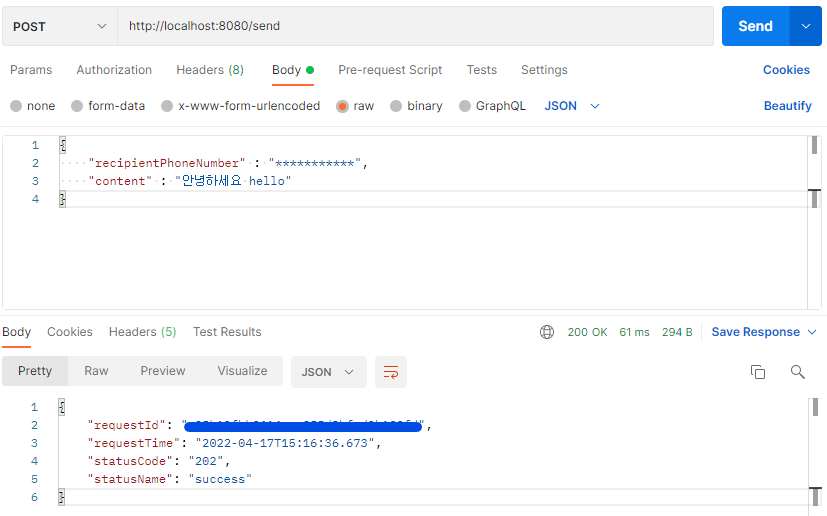 POST http://localhost:8080/send Send
Params Authorization Headers (8) Body Pre-request Script Tests Settings Cookies
none form-data x-www-form-urlencoded raw binary GraphQL JSON Beautify
1 {
2 "recipientPhoneNumber" : "***********",
3 "content" : "안녕하세요 hello"
4 }
Body Cookies Headers (5) Test Results 200 OK 61 ms 294 B Save Response
Pretty Raw Preview Visualize JSON
1 {
2 "requestId": "",
3 "requestTime": "2022-04-17T15:16:36.673",
4 "statusCode": "202",
5 "statusName": "success"
6 }